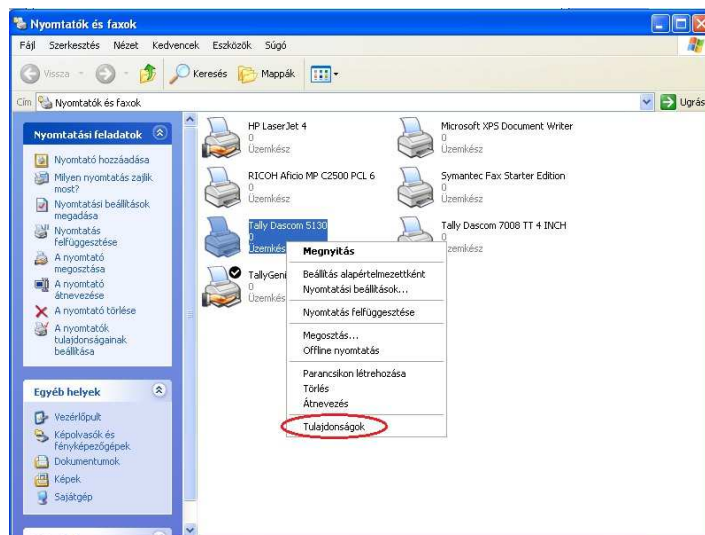 Nyomtatók és faxok
Fájl Szerkesztés Nézet Kedvencek Eszközök Súgó
Vissza Keresés Mappák
Cím Nyomtatók és faxok Ugrás
Nyomtatási feladatok
Nyomtató hozzáadása
Milyen nyomtatás zajlik
most?
Nyomtatási beállítások
megadása
Nyomtatás
felfüggesztése
A nyomtató
megosztása
A nyomtató
átnevezése
A nyomtató törlése
A nyomtatók
tulajdonságainak
beállítása
Egyéb helyek
Vezérlőpult
Képolvasók és
fényképezőgépek
Dokumentumok
Képek
Sajátgép
HP LaserJet 4
0
Üzemkész
Microsoft XPS Document Writer
0
Üzemkész
RICOH Aficio MP C2500 PCL 6
0
Üzemkész
Symantec Fax Starter Edition
0
Üzemkész
Tally Dascom 5130
0
Üzemkés
Tally Dascom 7008 TT 4 INCH
0
zemkész
TallyGeni
0
Üzemkés
Megnyitás
Beállítás alapértelmezettként
Nyomtatási beállítások...
Nyomtatás felfüggesztése
Megosztás...
Offline nyomtatás
Parancsikon létrehozása
Törlés
Átnevezés
Tulajdonságok